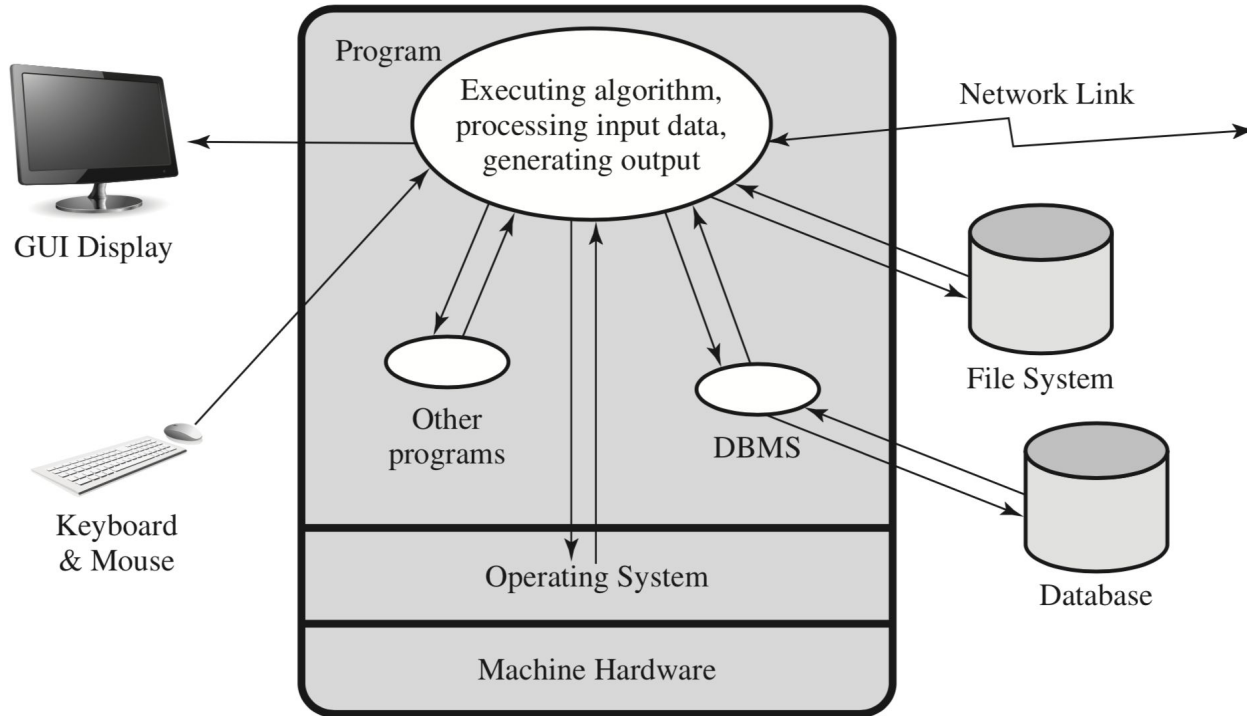 Program
Executing algorithm,
processing input data,
generating output
Network Link
GUI Display
File System
Other
programs
DBMS
Keyboard
& Mouse
Operating System
Database
Machine Hardware